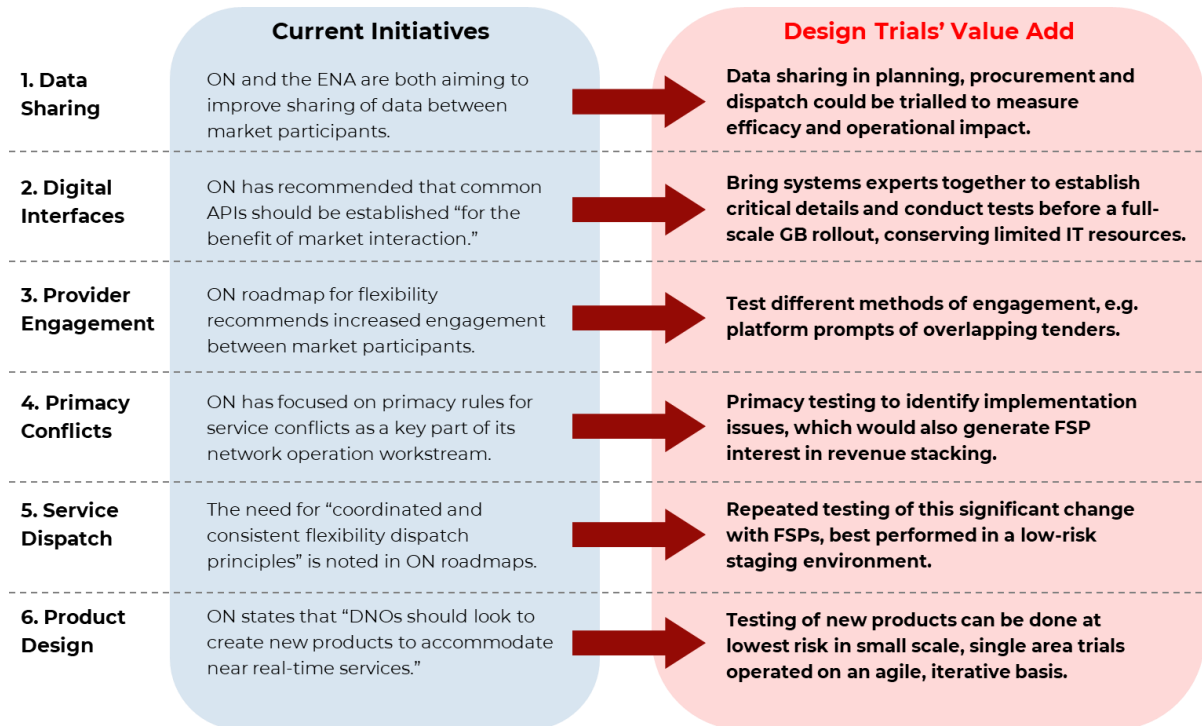 Current Initiatives
Design Trials' Value Add
1. Data
Sharing
ON and the ENA are both aiming to
improve sharing of data between
market participants.
Data sharing in planning, procurement and
dispatch could be trialled to measure
efficacy and operational impact.
2. Digital
Interfaces
ON has recommended that common
APIs should be established “for the
benefit of market interaction.”
Bring systems experts together to establish
critical details and conduct tests before a full-
scale GB rollout, conserving limited IT resources.
3. Provider
Engagement
ON roadmap for flexibility
recommends increased engagement
between market participants.
Test different methods of engagement, e.g.
platform prompts of overlapping tenders.
4. Primacy
Conflicts
ON has focused on primacy rules for
service conflicts as a key part of its
network operation workstream.
Primacy testing to identify implementation
issues, which would also generate FSP
interest in revenue stacking.
5. Service
Dispatch
The need for “coordinated and
consistent flexibility dispatch
principles” is noted in ON roadmaps.
Repeated testing of this significant change
with FSPs, best performed in a low-risk
staging environment.
6. Product
Design
ON states that “DNOs should look to
create new products to accommodate
near real-time services.”
Testing of new products can be done at
lowest risk in small scale, single area trials
operated on an agile, iterative basis.